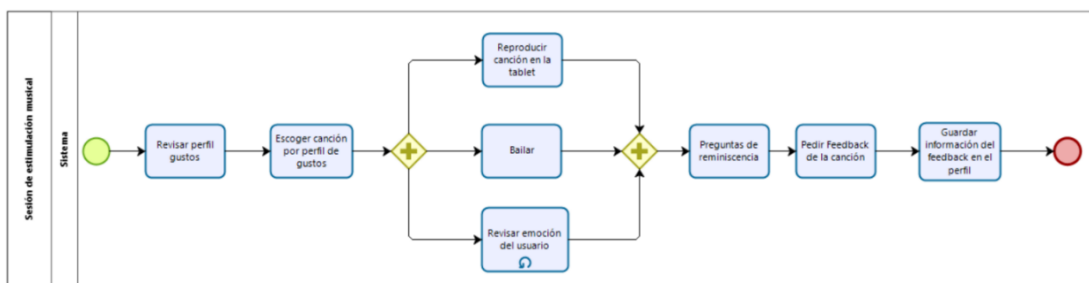 Sesión de estimulación musical
Sistema
Revisar perfil
gustos
Escoger canción
por perfil de
gustos
Reproducir
canción en la
tablet
Bailar
Revisar emoción
del usuario
Preguntas de
reminiscencia
Pedir Feedback
de la canción
Guardar
información del
feedback en el
perfil